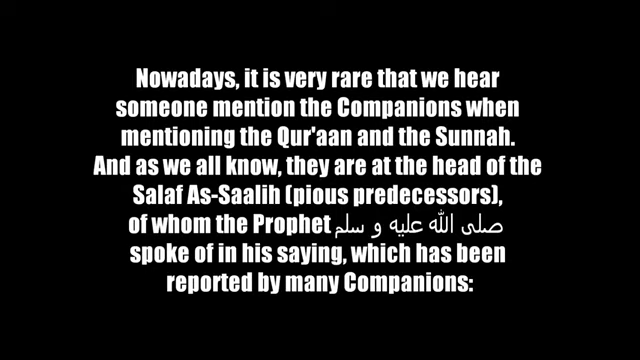 Nowadays, it is very rare that we hear
someone mention the Companions when
mentioning the Qur'aan and the Sunnah.
And as we all know, they are at the head of the
Salaf As-Saalih (pious predecessors),
of whom the Prophet صلى الله عليه و سلم
spoke of in his saying, which has been
reported by many Companions: